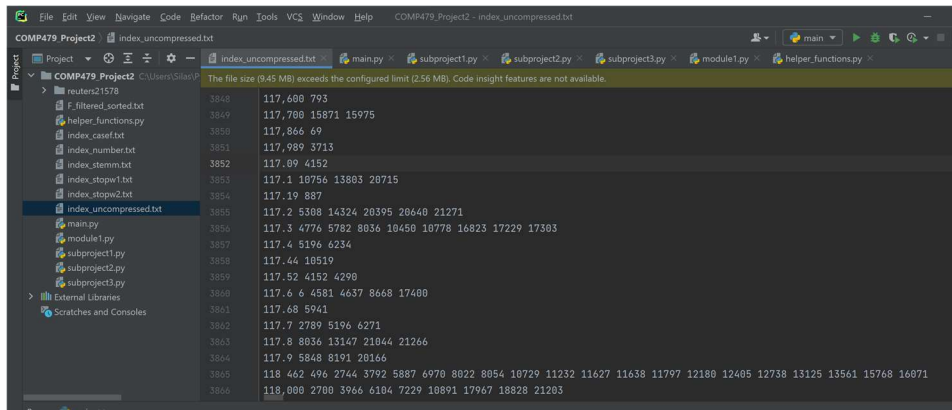 File Edit View Navigate Code Refactor Run Tools VCS Window Help COMP479_Project2 - index_uncompressed.txt
COMP479_Project2 index_uncompressed.txt main
Project index_uncompressed.txt main.py subproject1.py subproject2.py subproject3.py module1.py helper_functions.py
Project
COMP479_Project2 C:\Users\Silas\P
The file size (9.45 MB) exceeds the configured limit (2.56 MB). Code insight features are not available.
reuters21578
F_filtered_sorted.txt
helper_functions.py
index_casef.txt
index_number.txt
index_stemm.txt
index_stopw1.txt
index_stopw2.txt
index_uncompressed.txt
main.py
module1.py
subproject1.py
subproject2.py
subproject3.py
External Libraries
Scratches and Consoles
3848 117,600 793
3849 117,700 15871 15975
3850 117,866 69
3851 117,989 3713
3852 117.09 4152
3853 117.1 10756 13803 20715
3854 117.19 887
3855 117.2 5308 14324 20395 20640 21271
3856 117.3 4776 5782 8036 10450 10778 16823 17229 17303
3857 117.4 5196 6234
3858 117.44 10519
3859 117.52 4152 4290
3860 117.6 6 4581 4637 8668 17400
3861 117.68 5941
3862 117.7 2789 5196 6271
3863 117.8 8036 13147 21044 21266
3864 117.9 5848 8191 20166
3865 118 462 496 2744 3792 5887 6970 8022 8054 10729 11232 11627 11638 11797 12180 12405 12738 13125 13561 15768 16071
3866 118,000 2700 3966 6104 7229 10891 17967 18828 21203